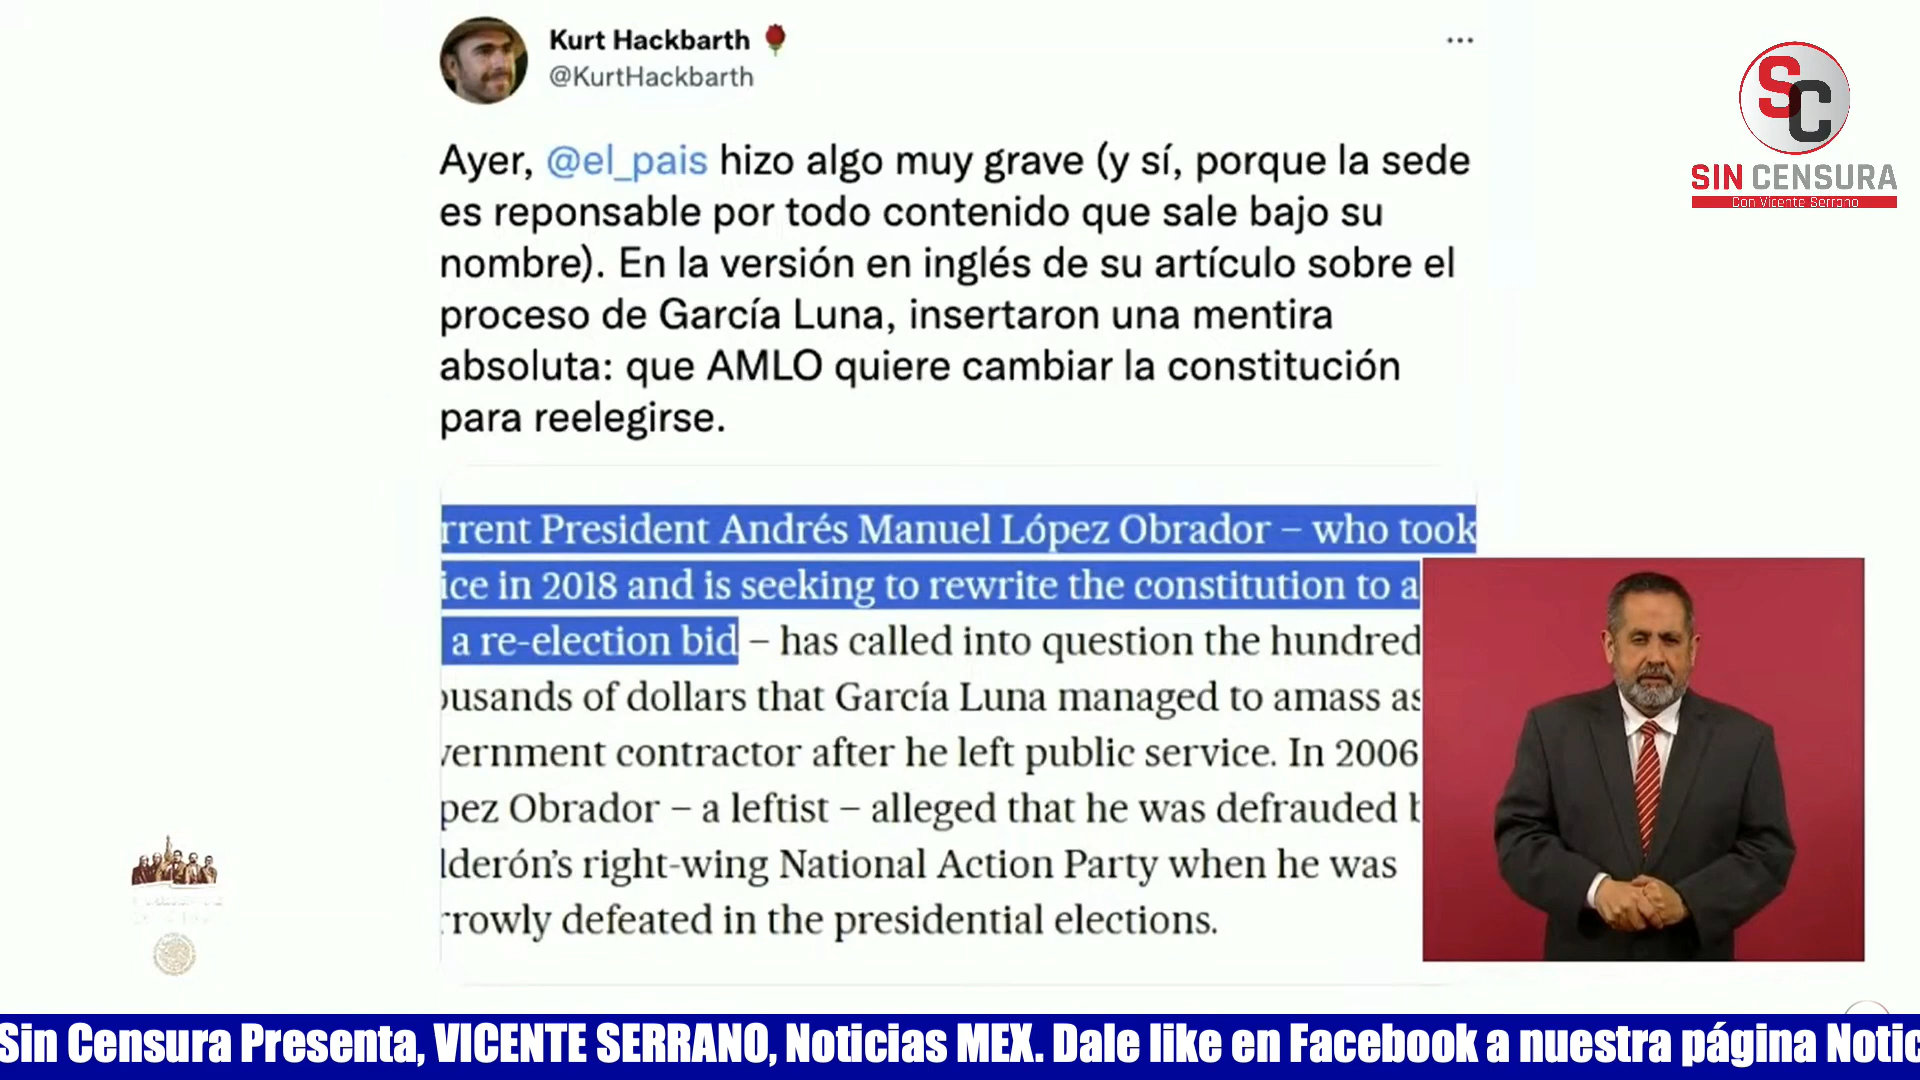 Kurt Hackbarth
@KurtHackbarth
Ayer, @el_pais hizo algo muy grave (y sí, porque la sede
es reponsable por todo contenido que sale bajo su
nombre). En la versión en inglés de su artículo sobre el
proceso de García Luna, insertaron una mentira
absoluta: que AMLO quiere cambiar la constitución
para reelegirse.
rrent President Andrés Manuel López Obrador – who took
ice in 2018 and is seeking to rewrite the constitution to a
a re-election bid – has called into question the hundred
ousands of dollars that García Luna managed to amass as
vernment contractor after he left public service. In 2006
pez Obrador – a leftist – alleged that he was defrauded b
lderón's right-wing National Action Party when he was
rrowly defeated in the presidential elections.
SC
SIN CENSURA
Con Vicente Serrano
Sin Censura Presenta, VICENTE SERRANO, Noticias MEX. Dale like en Facebook a nuestra página Notic